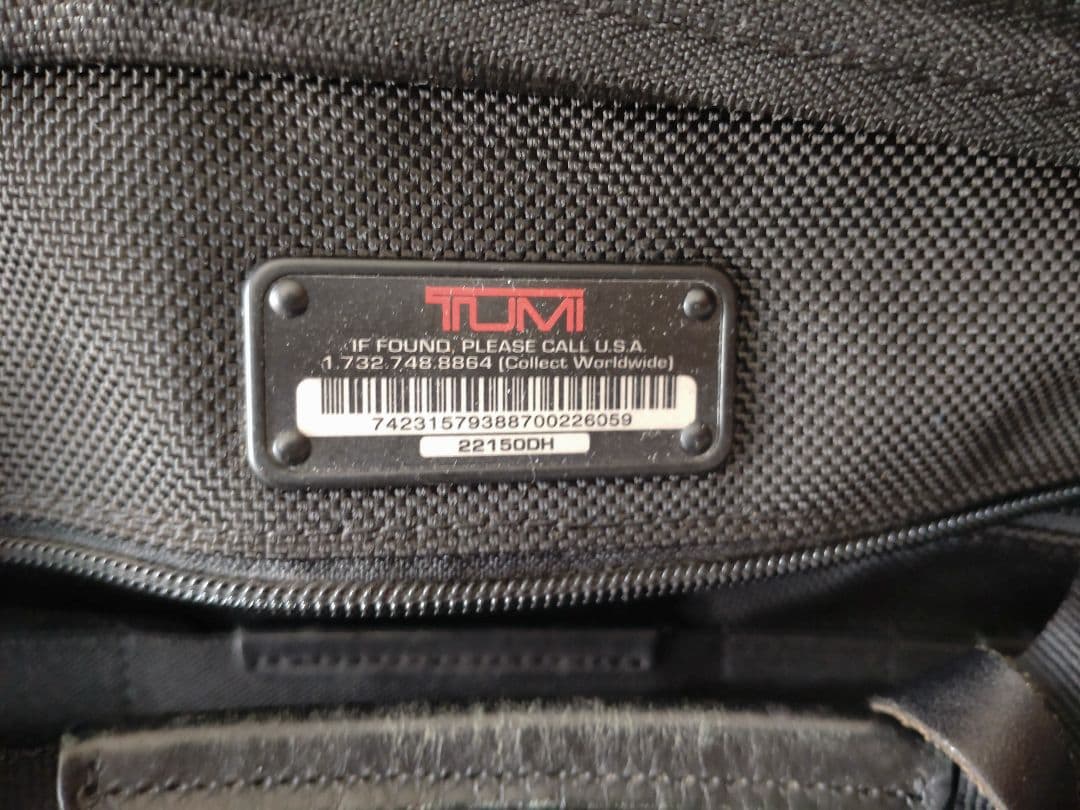 TUMI
IF FOUND, PLEASE CALL U.S.A.
1.732.748.8864 (Collect Worldwide)
74231579388700226059
22150DH